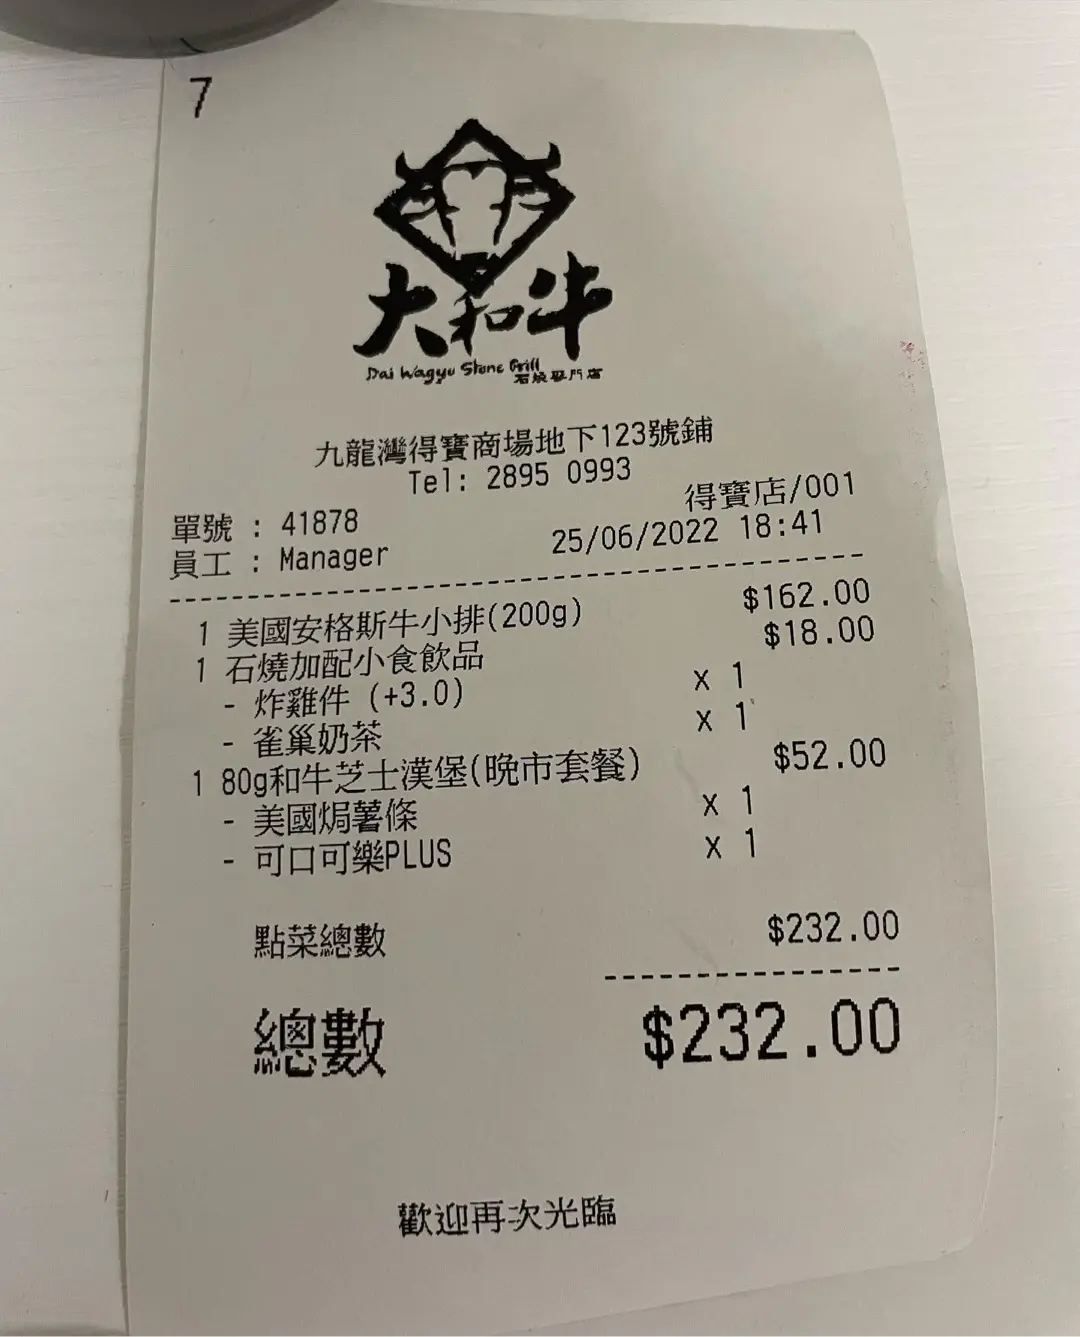 7
大和牛
Dai Wagyu Stone Grill
石燒專門店
九龍灣得寶商場地下123號鋪
Tel: 2895 0993
得寶店/001
單號 : 41878
員工 : Manager 25/06/2022 18:41
1 美國安格斯牛小排(200g) $162.00
1 石燒加配小食飲品 $18.00
- 炸雞件 (+3.0) x 1
- 雀巢奶茶 x 1
1 80g和牛芝士漢堡(晚市套餐) $52.00
- 美國焗薯條 x 1
- 可口可樂PLUS x 1
點菜總數 $232.00
總數 $232.00
歡迎再次光臨